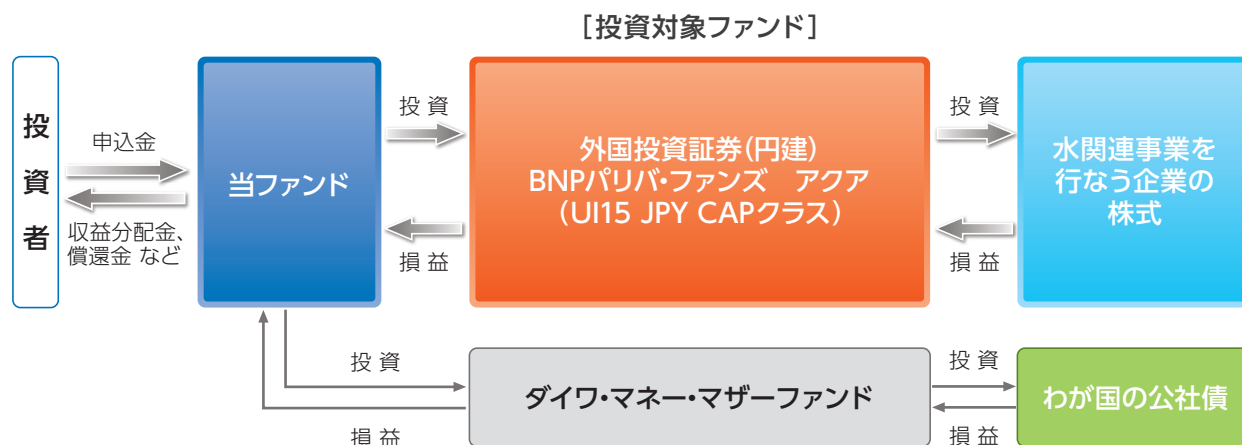 ［投資対象ファンド］
投資者
申込金
収益分配金、
償還金 など
当ファンド
投 資
損 益
外国投資証券(円建)
BNPパリバ・ファンズ　アクア
（UI15 JPY CAPクラス）
投 資
損 益
水関連事業を
行なう企業の
株式
投 資
損 益
ダイワ・マネー・マザーファンド
投 資
損 益
わが国の公社債